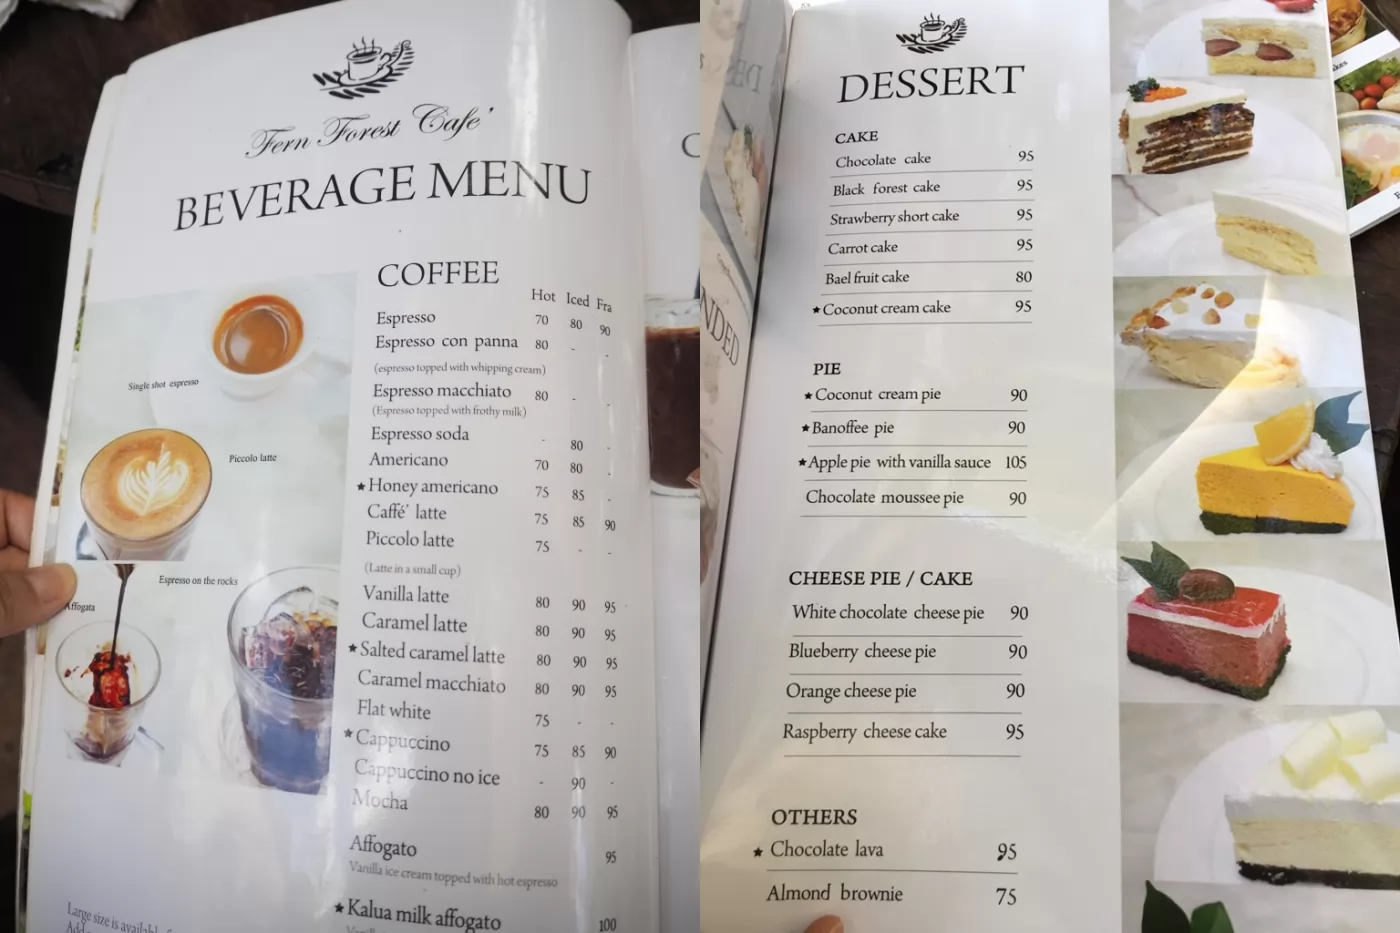 Fern Forest Cafe'
BEVERAGE MENU
COFFEE
Hot Iced Fra
Espresso 70 80 90
Espresso con panna 80 - -
(espresso topped with whipping cream)
Espresso macchiato 80 - -
(Espresso topped with frothy milk)
Espresso soda - 80 -
Americano 70 80 -
★ Honey americano 75 85 -
Caffé' latte 75 85 90
Piccolo latte 75 - -
(Latte in a small cup)
Vanilla latte 80 90 95
Caramel latte 80 90 95
★ Salted caramel latte 80 90 95
Caramel macchiato 80 90 95
Flat white 75 - -
★ Cappuccino 75 85 90
Cappuccino no ice - 90 -
Mocha 80 90 95
Affogato 95
Vanilla ice cream topped with hot espresso
★ Kalua milk affogato 100
Single shot espresso
Piccolo latte
Espresso on the rocks
Affogata
Large size is available
DESSERT
CAKE
Chocolate cake 95
Black forest cake 95
Strawberry short cake 95
Carrot cake 95
Bael fruit cake 80
★ Coconut cream cake 95
PIE
★ Coconut cream pie 90
★ Banoffee pie 90
★ Apple pie with vanilla sauce 105
Chocolate moussee pie 90
CHEESE PIE / CAKE
White chocolate cheese pie 90
Blueberry cheese pie 90
Orange cheese pie 90
Raspberry cheese cake 95
OTHERS
★ Chocolate lava 95
Almond brownie 75